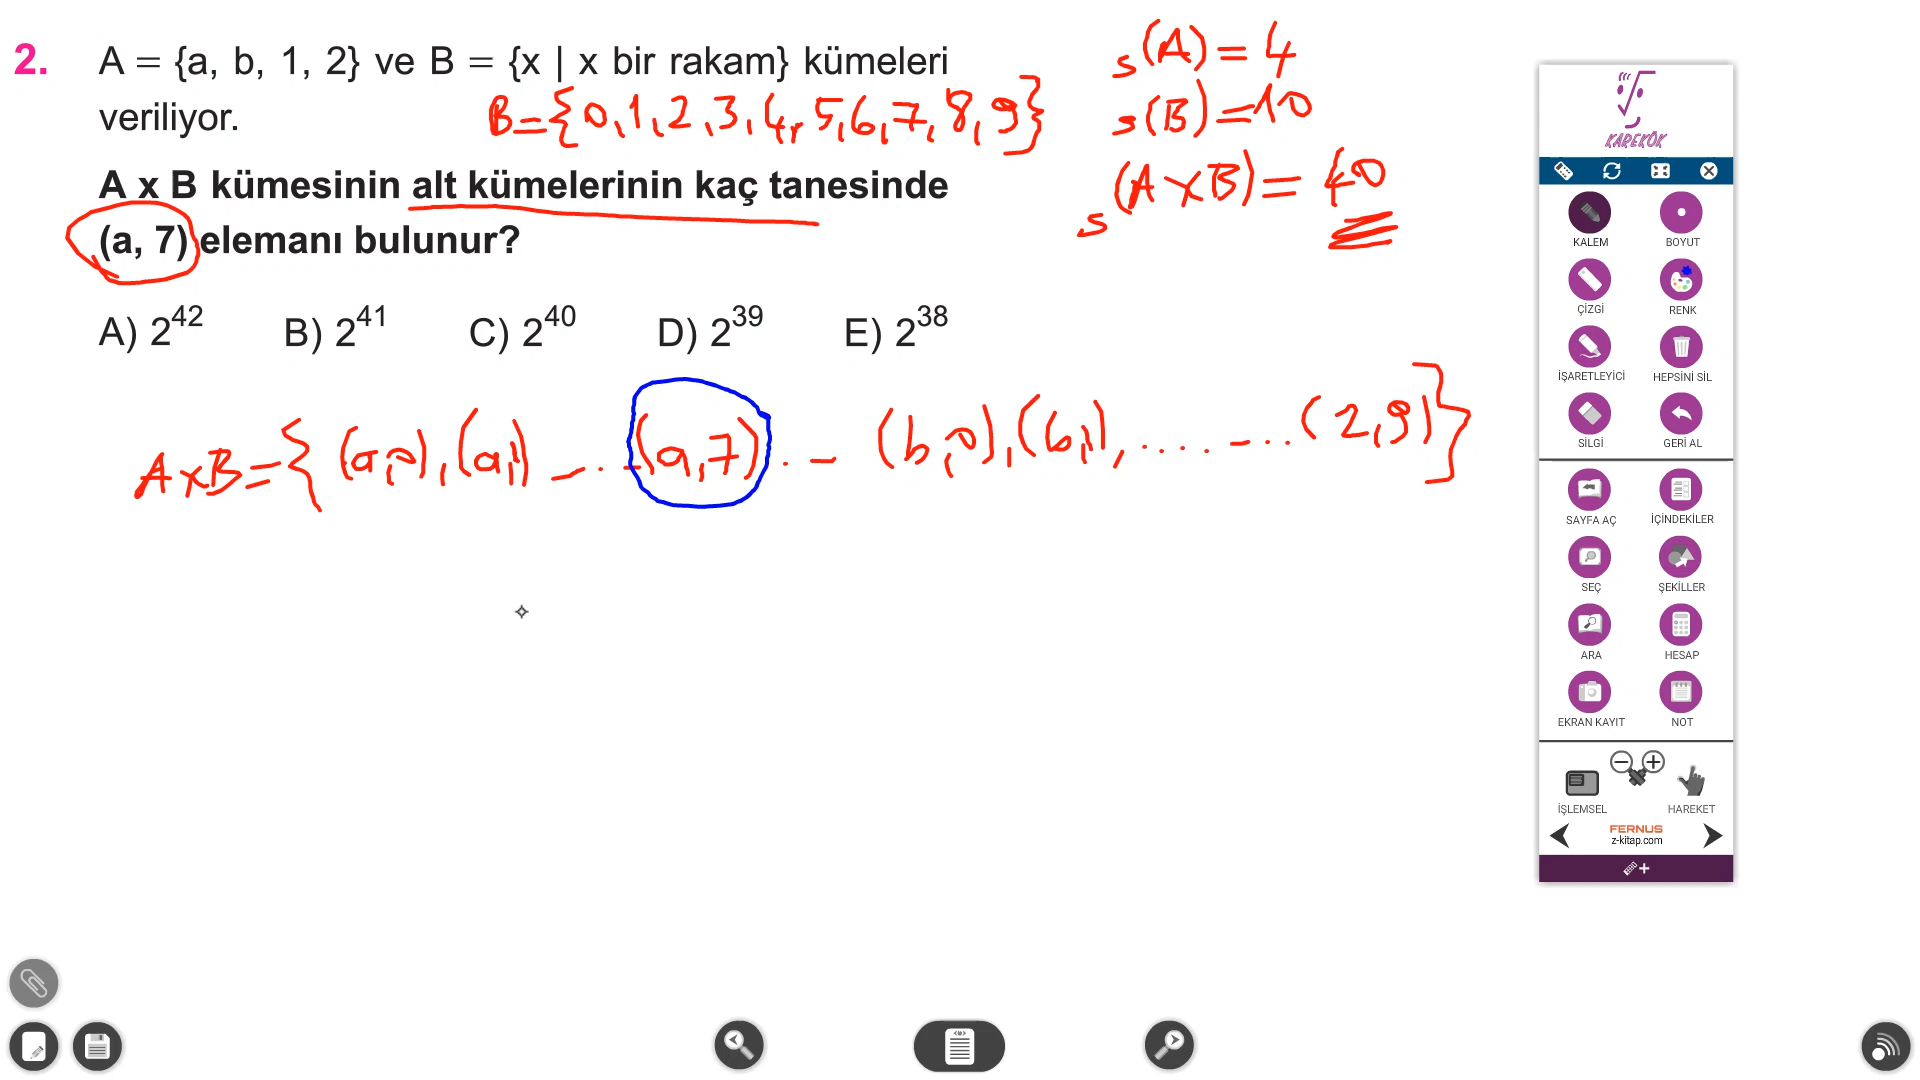 2. A = {a, b, 1, 2} ve B = {x | x bir rakam} kümeleri
veriliyor.
B={0,1,2,3,4,5,6,7,8,9}
A x B kümesinin alt kümelerinin kaç tanesinde
(a, 7) elemanı bulunur?
A) 2^42 B) 2^41 C) 2^40 D) 2^39 E) 2^38
s(A)=4
s(B)=10
s(AxB)=40
AxB={(a,0),(a,1) _..-(a,7)..- (b,0),(b,1),....-..(2,9)}
KAREKÖK
KALEM BOYUT
ÇİZGİ RENK
İŞARETLEYİCİ HEPSİNİ SİL
SİLGİ GERİ AL
SAYFA AÇ İÇİNDEKİLER
SEÇ ŞEKİLLER
ARA HESAP
EKRAN KAYIT NOT
İŞLEMSEL HAREKET
FERNUS
z-kitap.com